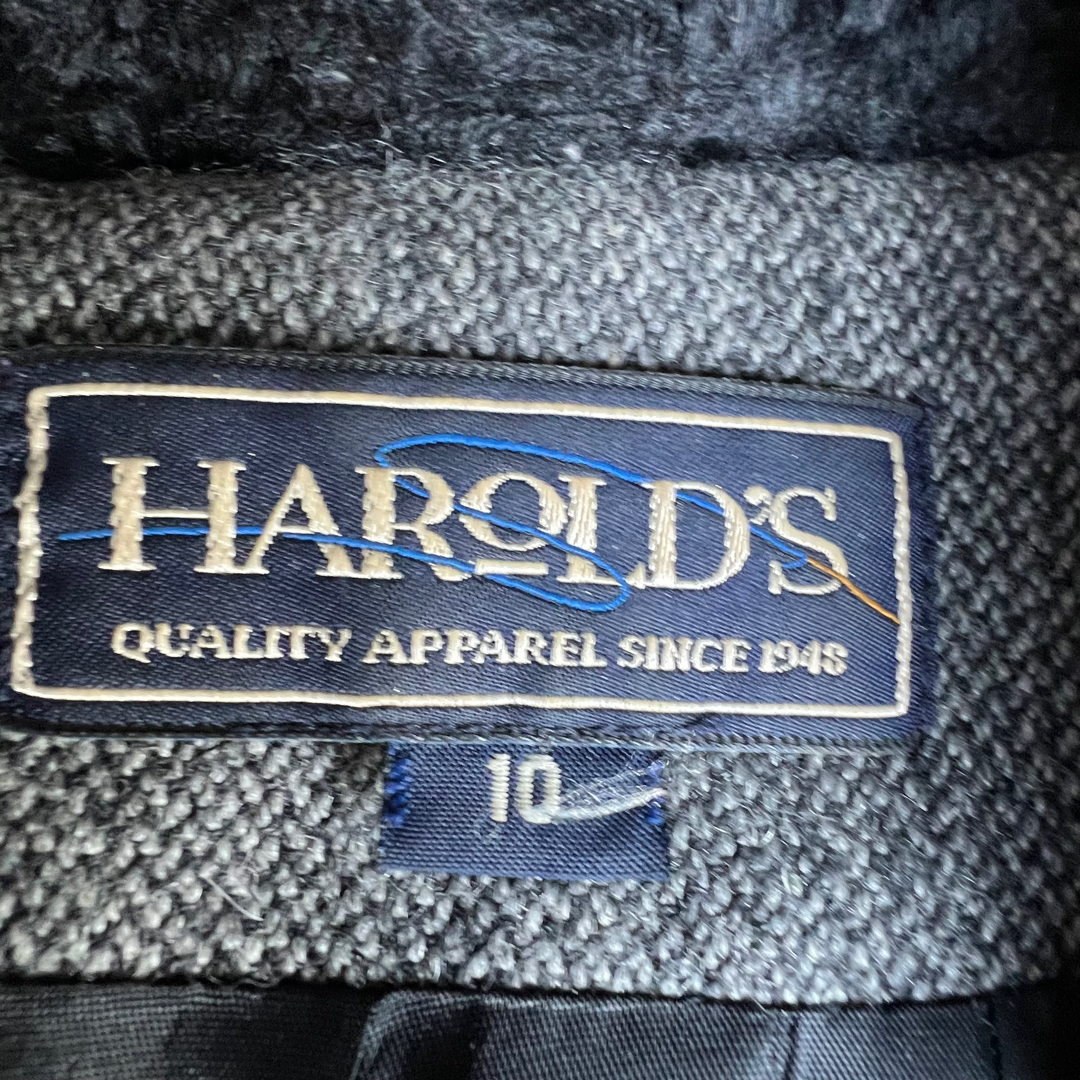 HAROLD'S
QUALITY APPAREL SINCE 1948
10